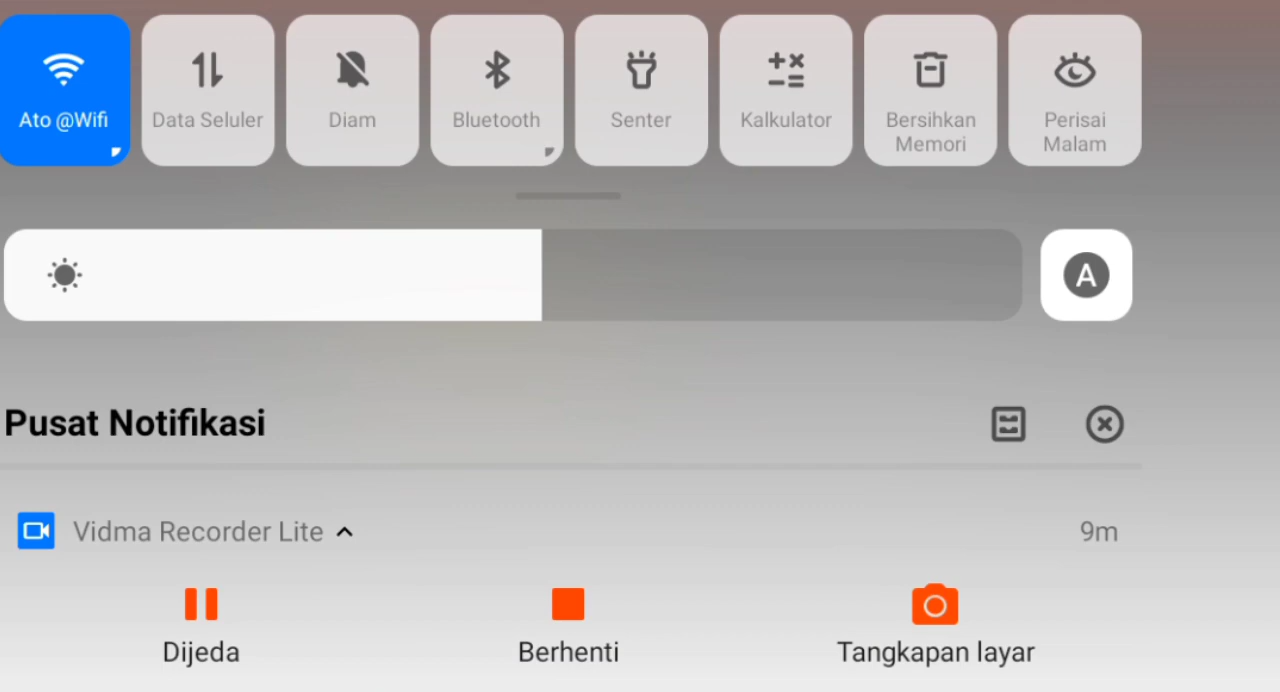 Ato @Wifi
Data Seluler
Diam
Bluetooth
Senter
Kalkulator
Bersihkan
Memori
Perisai
Malam
A
Pusat Notifikasi
Vidma Recorder Lite
9m
Dijeda
Berhenti
Tangkapan layar